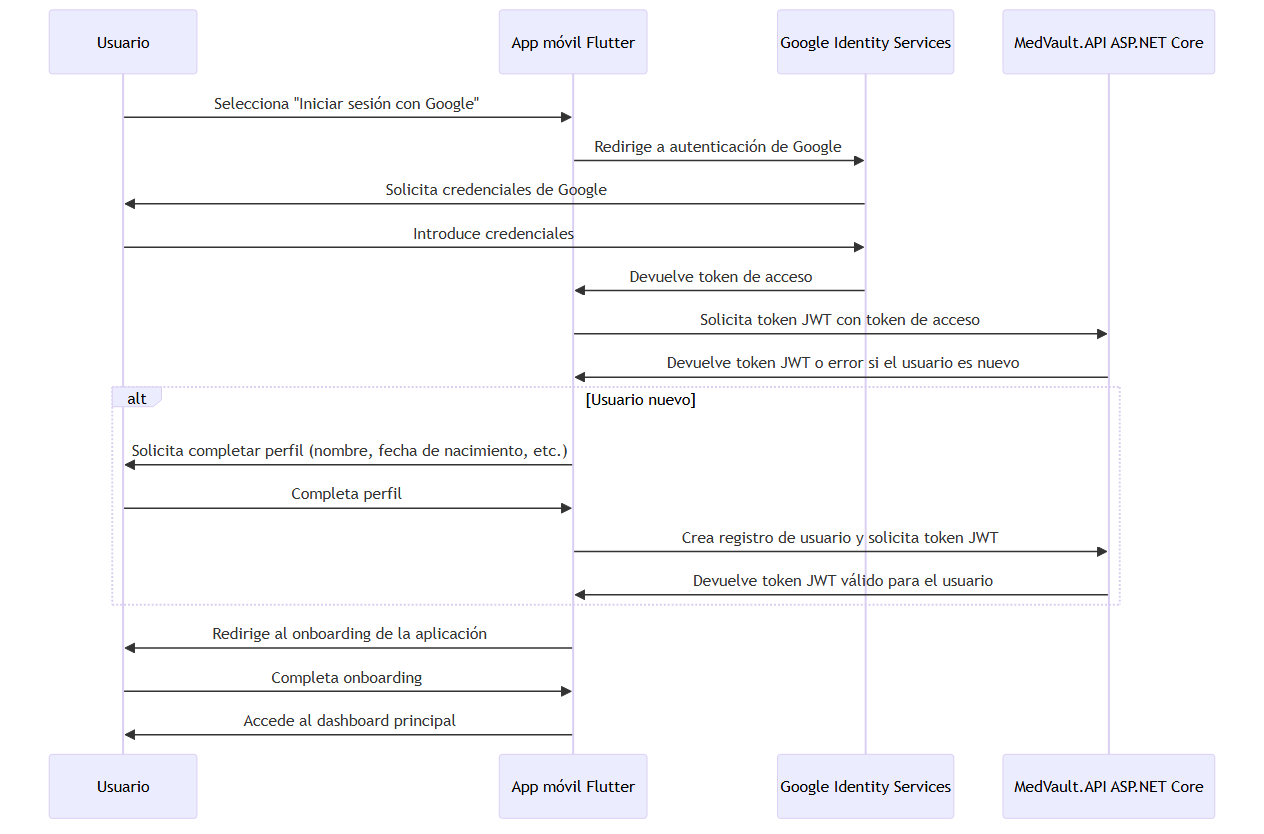 Usuario
App móvil Flutter
Google Identity Services
MedVault.API ASP.NET Core
Selecciona "Iniciar sesión con Google"
Redirige a autenticación de Google
Solicita credenciales de Google
Introduce credenciales
Devuelve token de acceso
Solicita token JWT con token de acceso
Devuelve token JWT o error si el usuario es nuevo
alt
[Usuario nuevo]
Solicita completar perfil (nombre, fecha de nacimiento, etc.)
Completa perfil
Crea registro de usuario y solicita token JWT
Devuelve token JWT válido para el usuario
Redirige al onboarding de la aplicación
Completa onboarding
Accede al dashboard principal
Usuario
App móvil Flutter
Google Identity Services
MedVault.API ASP.NET Core